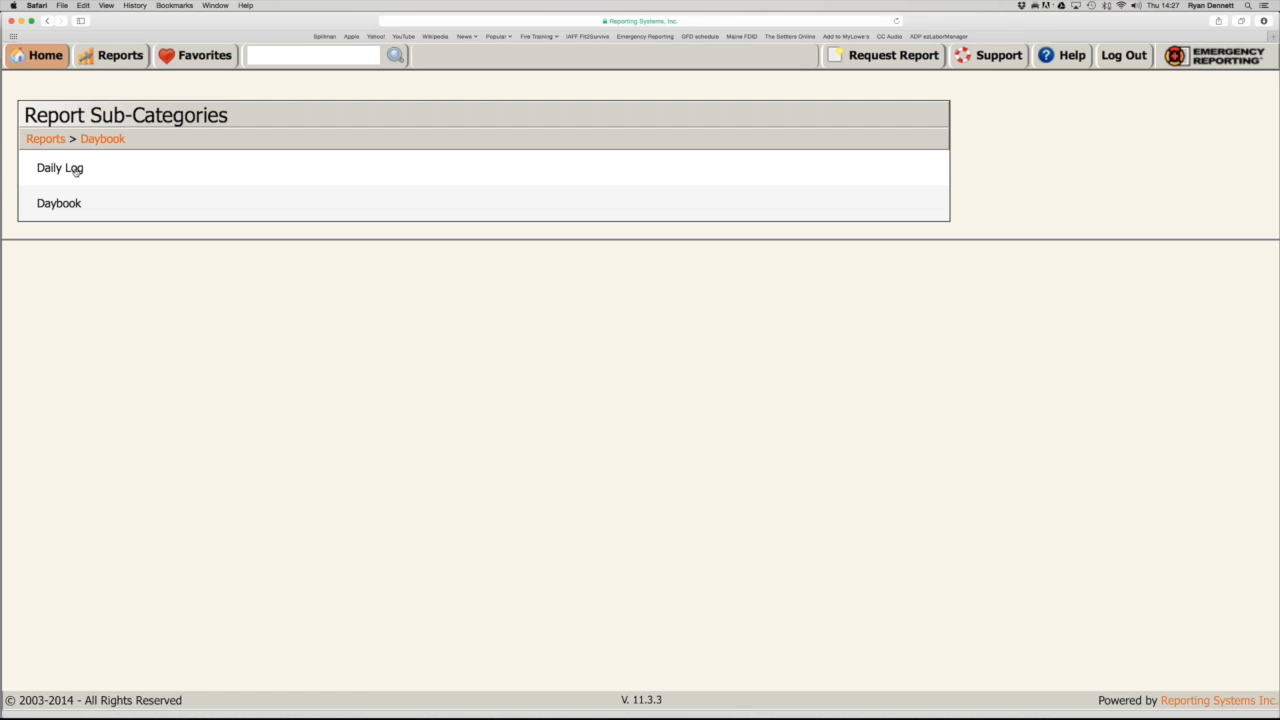 Safari File Edit View History Bookmarks Window Help Thu 14:27 Ryan Dennett
Reporting Systems, Inc.
Spillman Apple Yahoo! YouTube Wikipedia News Popular Fire Training IAFF Fit2Survive Emergency Reporting GFD schedule Maine FDID The Settlers Online Add to MyLowe's CC Audio ADP ezLaborManager
Home Reports Favorites Request Report Support Help Log Out EMERGENCY REPORTING
Report Sub-Categories
Reports > Daybook
Daily Log
Daybook
© 2003-2014 - All Rights Reserved V. 11.3.3 Powered by Reporting Systems Inc.